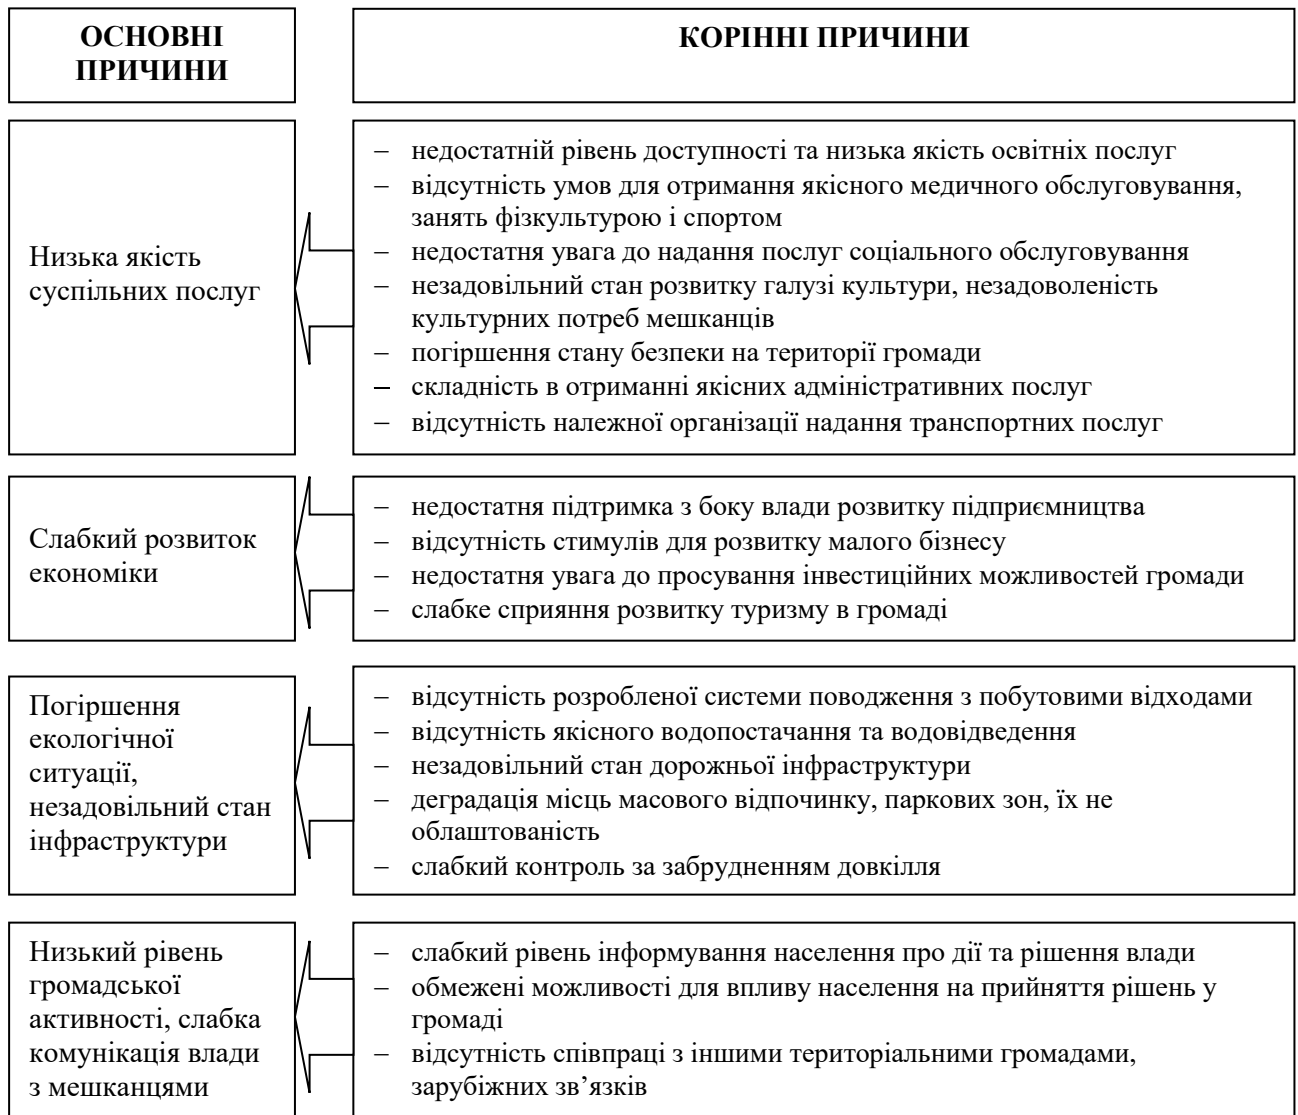 ОСНОВНІ
ПРИЧИНИ
КОРІННІ ПРИЧИНИ
Низька якість
суспільних послуг
– недостатній рівень доступності та низька якість освітніх послуг
– відсутність умов для отримання якісного медичного обслуговування,
занять фізкультурою і спортом
– недостатня увага до надання послуг соціального обслуговування
– незадовільний стан розвитку галузі культури, незадоволеність
культурних потреб мешканців
– погіршення стану безпеки на території громади
– складність в отриманні якісних адміністративних послуг
– відсутність належної організації надання транспортних послуг
Слабкий розвиток
економіки
– недостатня підтримка з боку влади розвитку підприємництва
– відсутність стимулів для розвитку малого бізнесу
– недостатня увага до просування інвестиційних можливостей громади
– слабке сприяння розвитку туризму в громаді
Погіршення
екологічної
ситуації,
незадовільний стан
інфраструктури
– відсутність розробленої системи поводження з побутовими відходами
– відсутність якісного водопостачання та водовідведення
– незадовільний стан дорожньої інфраструктури
– деградація місць масового відпочинку, паркових зон, їх не
облаштованість
– слабкий контроль за забрудненням довкілля
Низький рівень
громадської
активності, слабка
комунікація влади
з мешканцями
– слабкий рівень інформування населення про дії та рішення влади
– обмежені можливості для впливу населення на прийняття рішень у
громаді
– відсутність співпраці з іншими територіальними громадами,
зарубіжних зв’язків